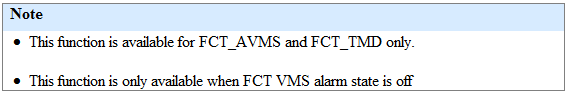 Note
● This function is available for FCT_AVMS and FCT_TMD only.
● This function is only available when FCT VMS alarm state is off